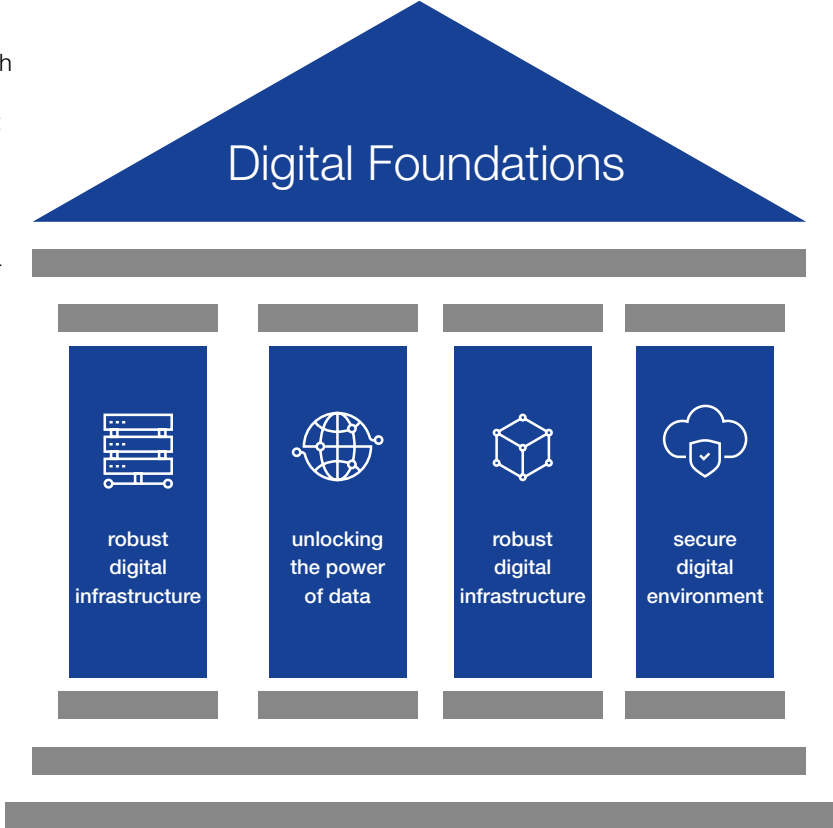 h
Digital Foundations
robust
digital
infrastructure
unlocking
the power
of data
robust
digital
infrastructure
secure
digital
environment